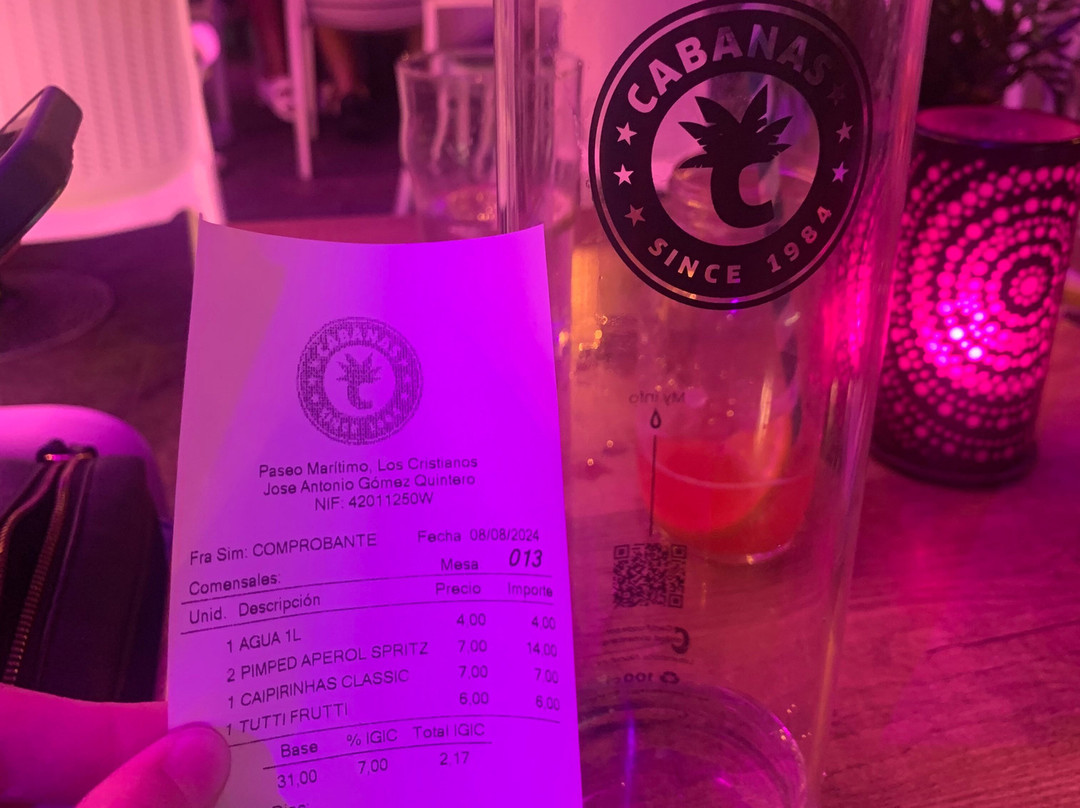 CABANAS
SINCE 1984
My Info
CABANAS
Paseo Marítimo, Los Cristianos
Jose Antonio Gómez Quintero
NIF: 42011250W
Fra Sim: COMPROBANTE Fecha 08/08/2024
Comensales: Mesa 013
Unid. Descripción Precio Importe
1 AGUA 1L 4,00 4,00
2 PIMPED APEROL SPRITZ 7,00 14,00
1 CAIPIRINHAS CLASSIC 7,00 7,00
1 TUTTI FRUTTI 6,00 6,00
Base % IGIC Total IGIC
31,00 7,00 2,17